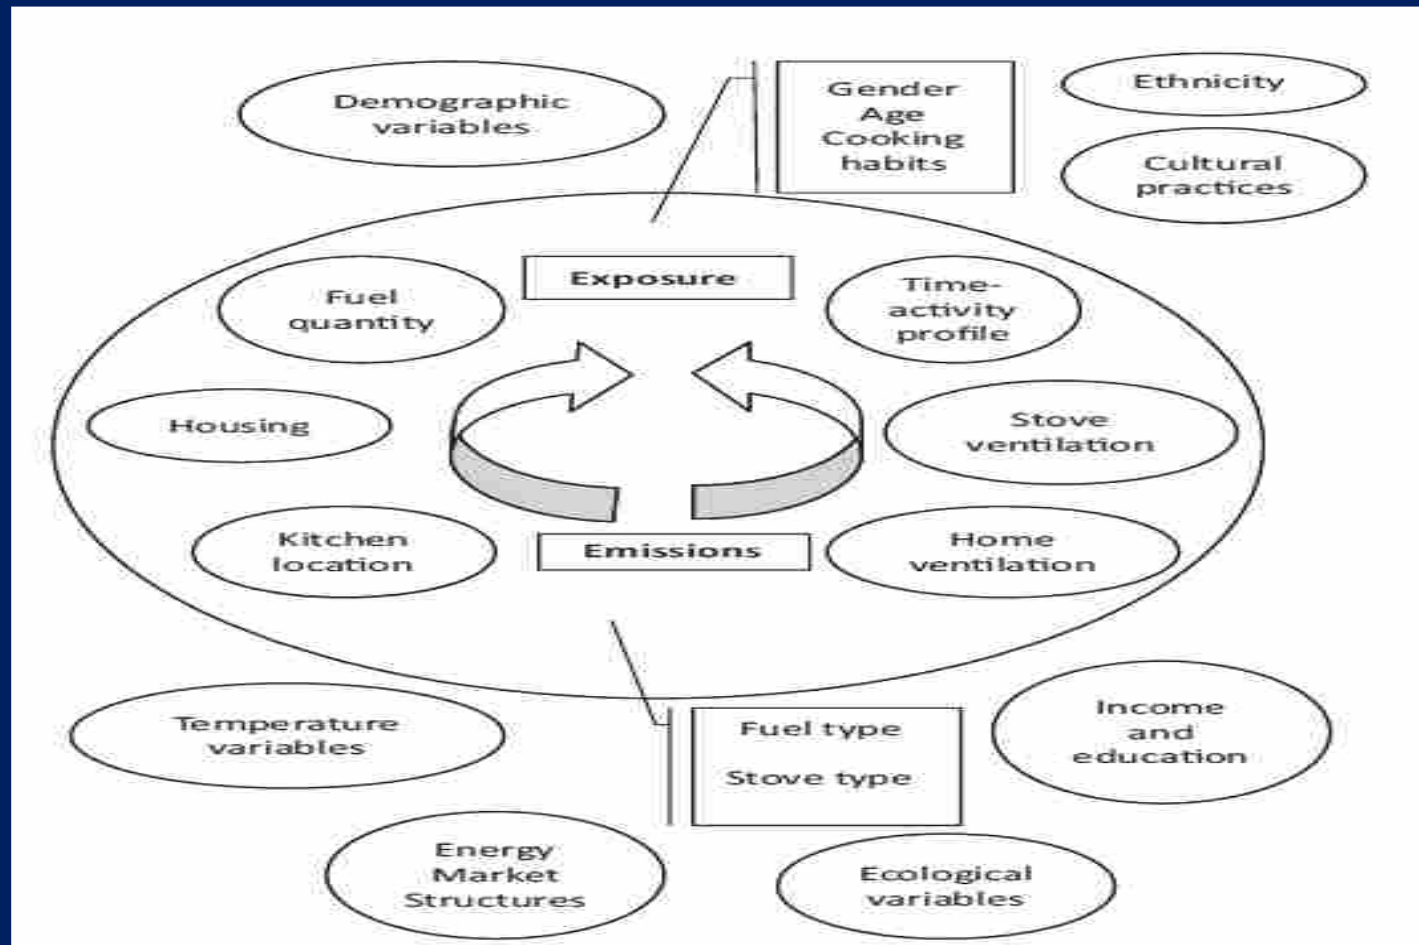 Demographic
variables
Gender
Age
Cooking
habits
Ethnicity
Cultural
practices
Exposure
Fuel
quantity
Time-
activity
profile
Housing
Stove
ventilation
Kitchen
location
Emissions
Home
ventilation
Temperature
variables
Fuel type
Stove type
Income
and
education
Energy
Market
Structures
Ecological
variables